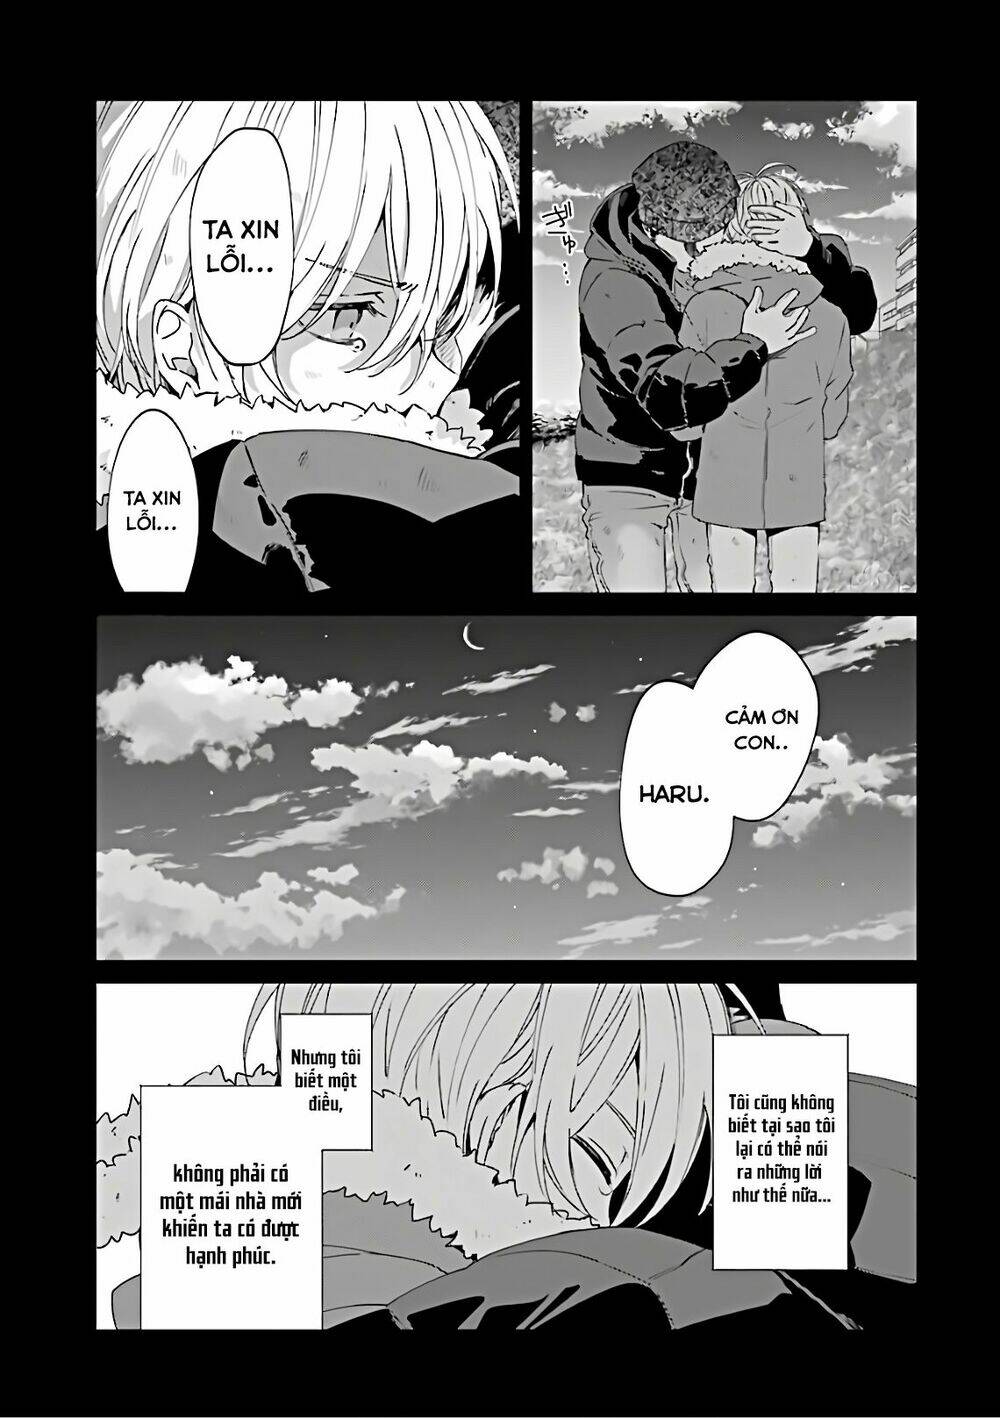 ぎゅ…
TA XIN
LỖI...
TA XIN
LỖI...
CẢM ƠN
CON..
HARU.
Tôi cũng không
biết tại sao tôi
lại có thể nói
ra những lời
như thế nữa...
Nhưng tôi
biết một
điều,
không phải có
một mái nhà mới
khiến ta có được
hạnh phúc.